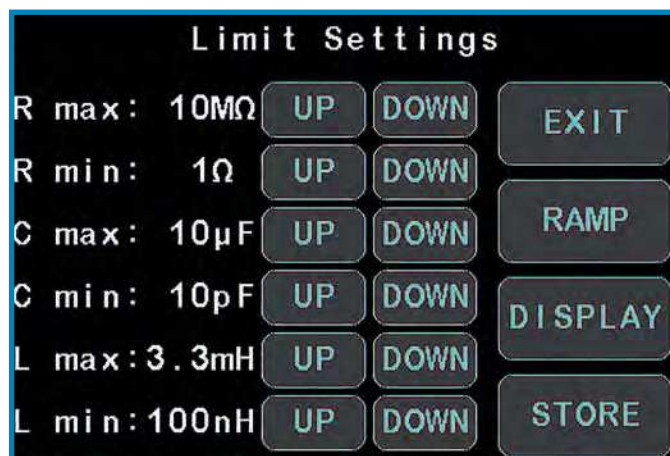 Limit Settings
R max: 10MΩ UP DOWN EXIT
R min: 1Ω UP DOWN
C max: 10µF UP DOWN RAMP
C min: 10pF UP DOWN DISPLAY
L max:3.3mH UP DOWN
L min:100nH UP DOWN STORE